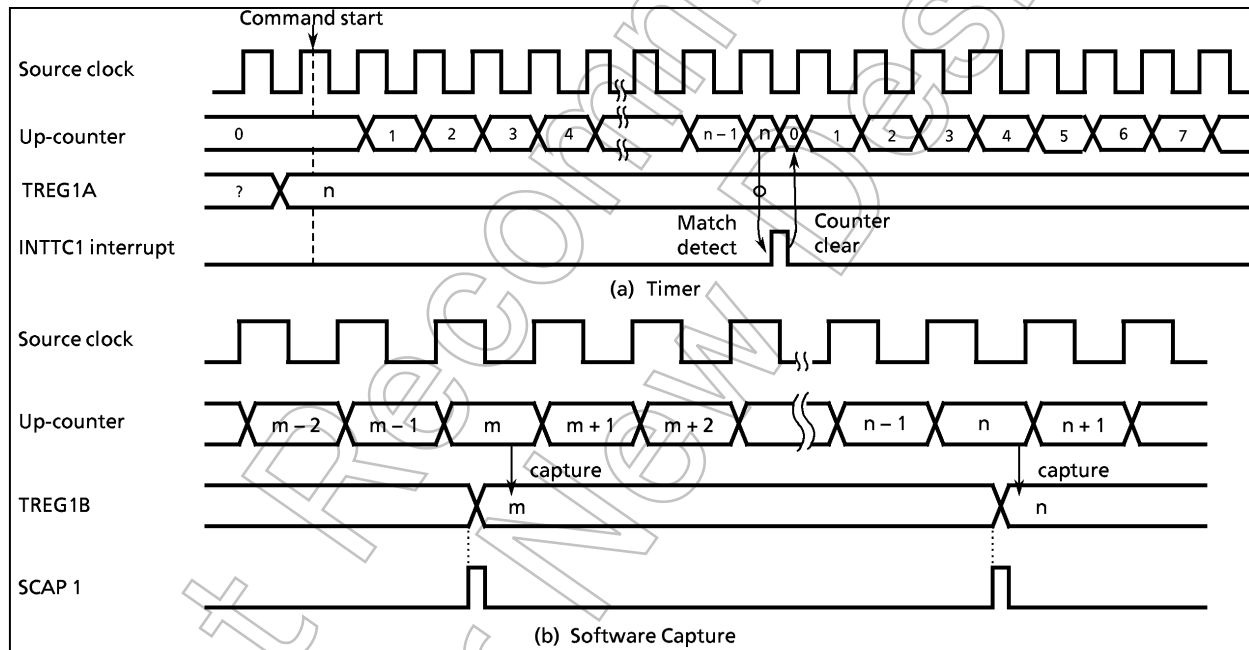 Command start
Source clock
Up-counter 0 1 2 3 4 n – 1 n 0 1 2 3 4 5 6 7
TREG1A ? n
INTTC1 interrupt Match detect Counter clear
(a) Timer
Source clock
Up-counter m – 2 m – 1 m m + 1 m + 2 n – 1 n n + 1
capture capture
TREG1B m n
SCAP 1
(b) Software Capture